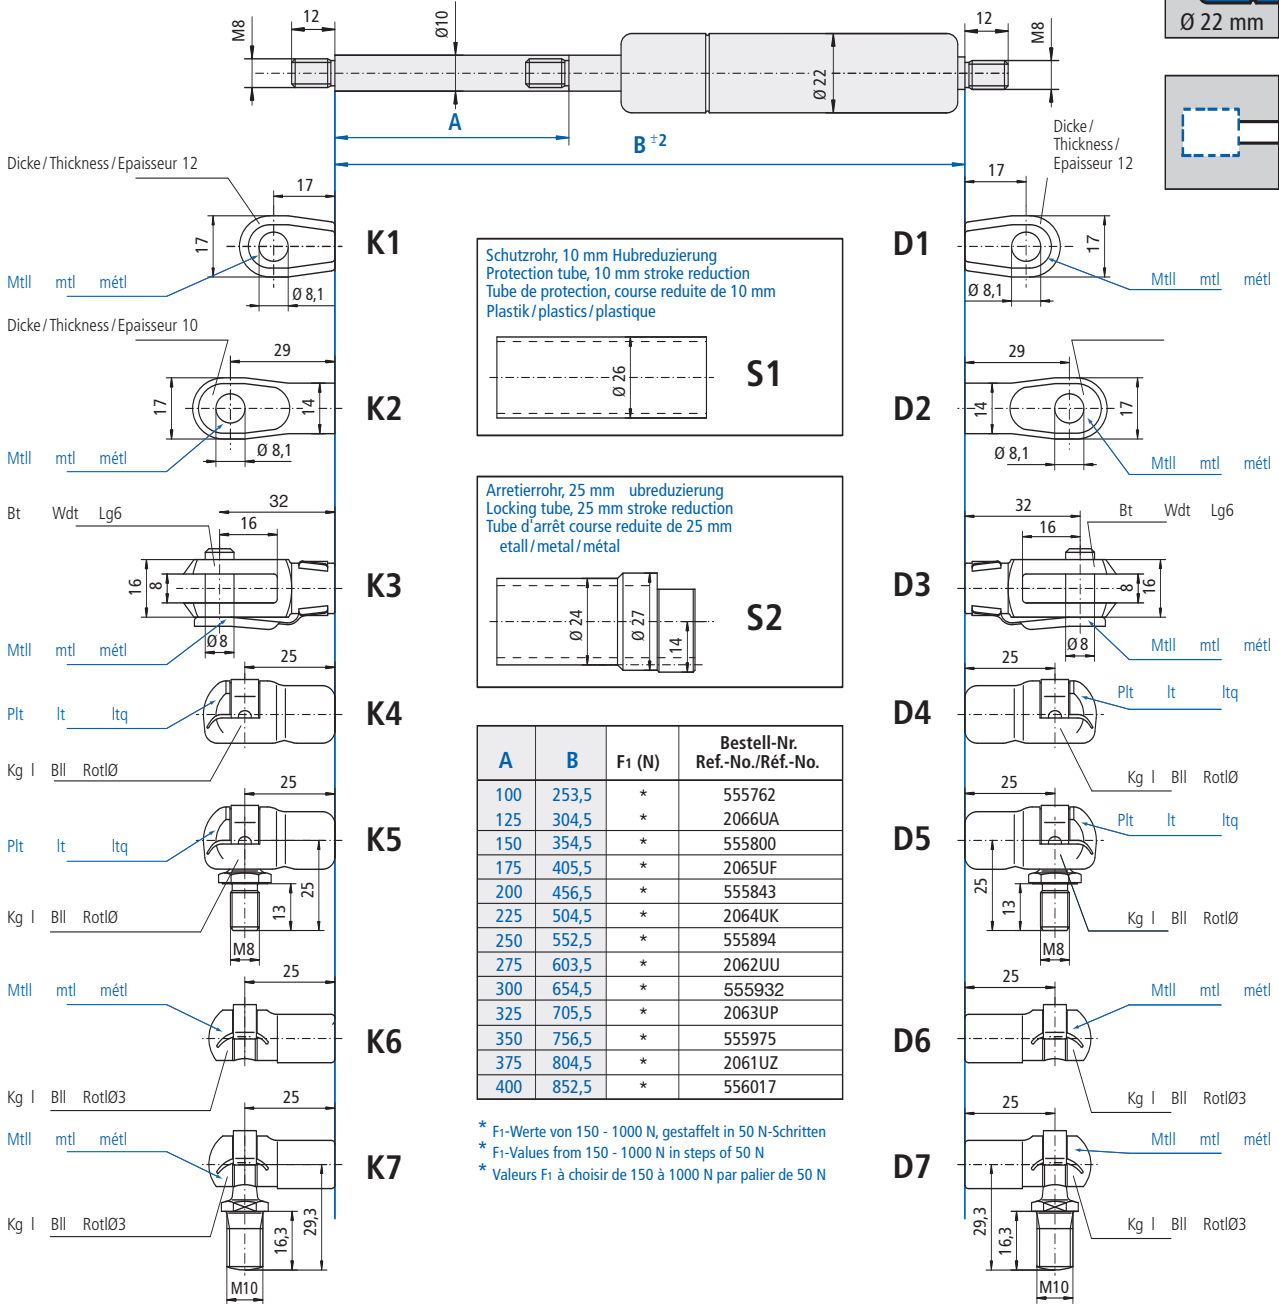 M8
12
Ø10
Ø 22
12
M8
Ø 22 mm
A
B ±2
Dicke/Thickness/Epaisseur 12
17
17
Mtll mtl métl
Ø 8,1
K1
Dicke/
Thickness/
Epaisseur 12
17
17
Ø 8,1
Mtll mtl métl
D1
Schutzrohr, 10 mm Hubreduzierung
Protection tube, 10 mm stroke reduction
Tube de protection, course reduite de 10 mm
Plastik/plastics/plastique
Ø 26
S1
Dicke/Thickness/Epaisseur 10
29
17
14
Ø 8,1
Mtll mtl métl
K2
29
14
17
Ø 8,1
Mtll mtl métl
D2
Arretierrohr, 25 mm ubreduzierung
Locking tube, 25 mm stroke reduction
Tube d'arrêt course reduite de 25 mm
etall/metal/métal
Ø 24
Ø 27
14
S2
Bt Wdt Lg6
32
16
16
8
Ø 8
Mtll mtl métl
K3
32
16
Bt Wdt Lg6
8
16
Ø 8
Mtll mtl métl
D3
25
Plt lt ltq
Kg l Bll RotlØ
K4
25
Plt lt ltq
Kg l Bll RotlØ
D4
25
Plt lt ltq
Kg l Bll RotlØ
13
25
M8
K5
25
Plt lt ltq
Kg l Bll RotlØ
25
13
M8
D5
25
Mtll mtl métl
Kg l Bll RotlØ3
K6
25
Mtll mtl métl
Kg l Bll RotlØ3
D6
25
Mtll mtl métl
Kg l Bll RotlØ3
16,3
29,3
M10
K7
25
Mtll mtl métl
Kg l Bll RotlØ3
29,3
16,3
M10
D7
A B F1 (N) Bestell-Nr.
Ref.-No./Réf.-No.
100 253,5 * 555762
125 304,5 * 2066UA
150 354,5 * 555800
175 405,5 * 2065UF
200 456,5 * 555843
225 504,5 * 2064UK
250 552,5 * 555894
275 603,5 * 2062UU
300 654,5 * 555932
325 705,5 * 2063UP
350 756,5 * 555975
375 804,5 * 2061UZ
400 852,5 * 556017
* F1-Werte von 150 - 1000 N, gestaffelt in 50 N-Schritten
* F1-Values from 150 - 1000 N in steps of 50 N
* Valeurs F1 à choisir de 150 à 1000 N par palier de 50 N